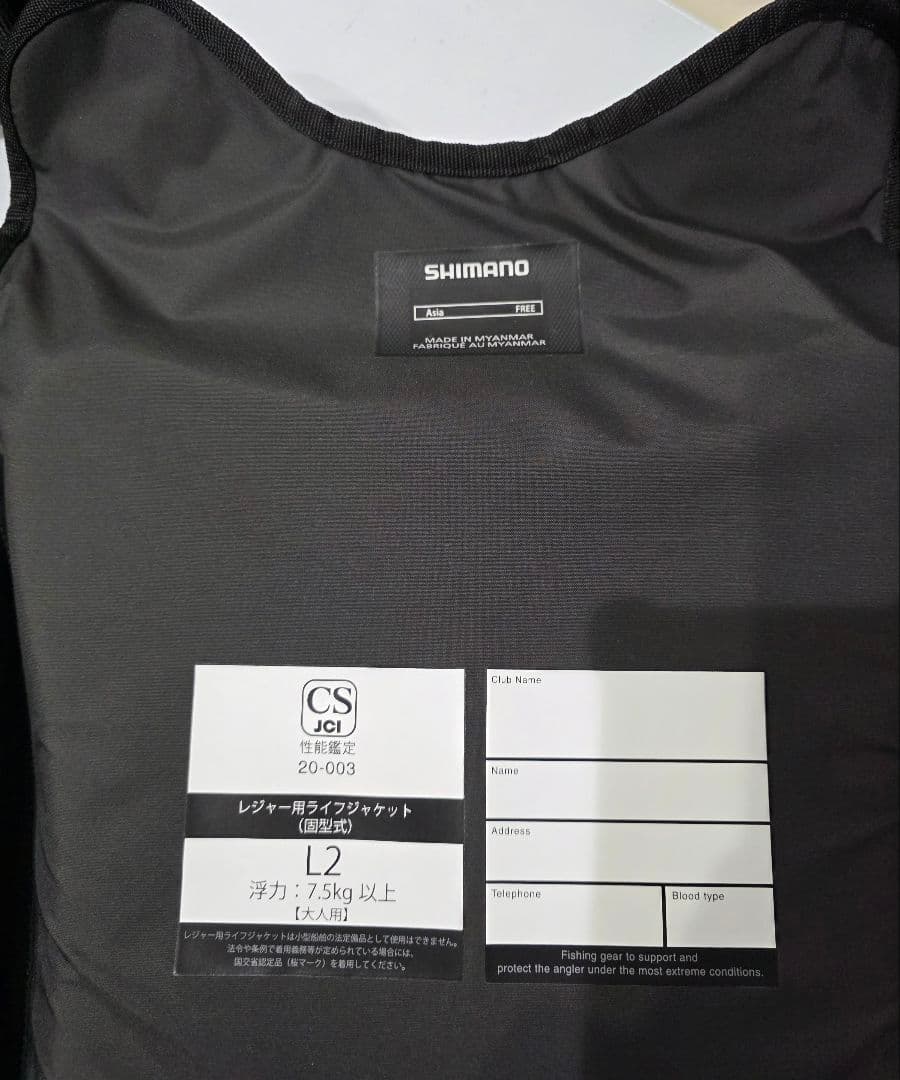 SHIMANO
Asia FREE
MADE IN MYANMAR
FABRIQUÉ AU MYANMAR
CS
JCI
性能鑑定
20-003
レジャー用ライフジャケット
(固型式)
L2
浮力：7.5kg 以上
【大人用】
レジャー用ライフジャケットは小型船舶の法定備品として使用はできません。
法令や条例で着用義務等が定められている場合には、
国交省認定品（桜マーク）を着用してください。
Club Name
Name
Address
Telephone
Blood type
Fishing gear to support and
protect the angler under the most extreme conditions.